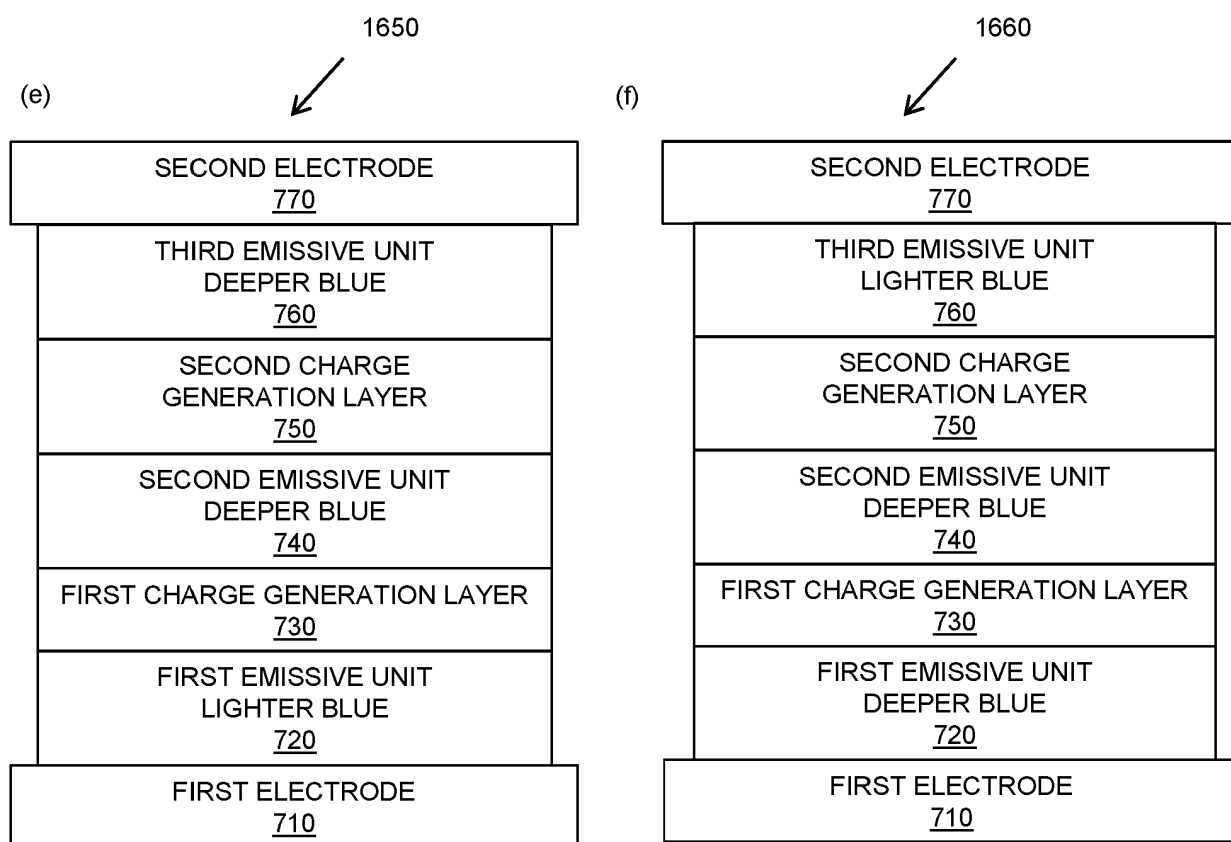 1650
(e)
SECOND ELECTRODE
770
THIRD EMISSIVE UNIT
DEEPER BLUE
760
SECOND CHARGE
GENERATION LAYER
750
SECOND EMISSIVE UNIT
DEEPER BLUE
740
FIRST CHARGE GENERATION LAYER
730
FIRST EMISSIVE UNIT
LIGHTER BLUE
720
FIRST ELECTRODE
710
1660
(f)
SECOND ELECTRODE
770
THIRD EMISSIVE UNIT
LIGHTER BLUE
760
SECOND CHARGE
GENERATION LAYER
750
SECOND EMISSIVE UNIT
DEEPER BLUE
740
FIRST CHARGE GENERATION LAYER
730
FIRST EMISSIVE UNIT
DEEPER BLUE
720
FIRST ELECTRODE
710